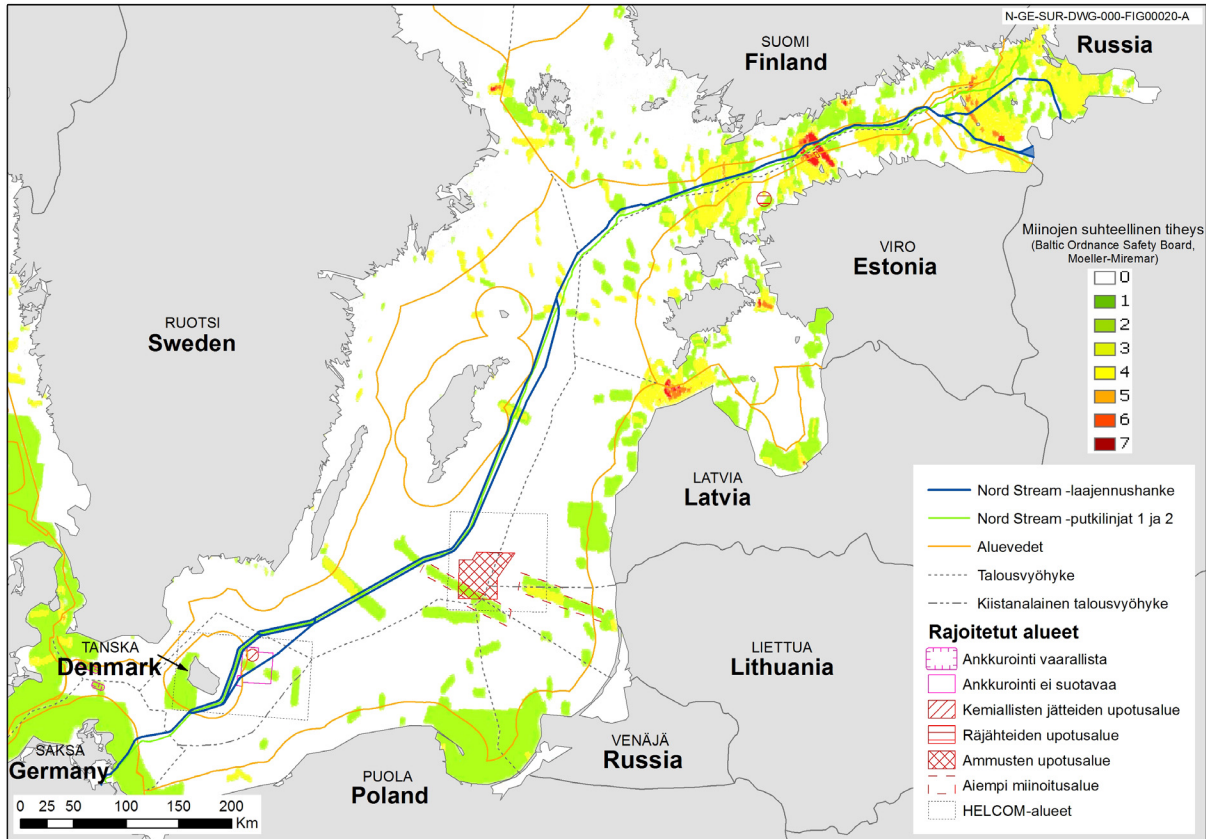 N-GE-SUR-DWG-000-FIG00020-A
SUOMI
Finland
Russia
VIRO
Estonia
RUOTSI
Sweden
LATVIA
Latvia
LIETTUA
Lithuania
TANSKA
Denmark
SAKSA
Germany
PUOLA
Poland
VENÄJÄ
Russia
Miinojen suhteellinen tiheys
(Baltic Ordnance Safety Board,
Moeller-Miremar)
0
1
2
3
4
5
6
7
Nord Stream -laajennushanke
Nord Stream -putkilinjat 1 ja 2
Aluevedet
Talousvyöhyke
Kiistanalainen talousvyöhyke
Rajoitetut alueet
Ankkurointi vaarallista
Ankkurointi ei suotavaa
Kemiallisten jätteiden upotusalue
Räjähteiden upotusalue
Ammusten upotusalue
Aiempi miinoitusalue
HELCOM-alueet
0 25 50 100 150 200
Km